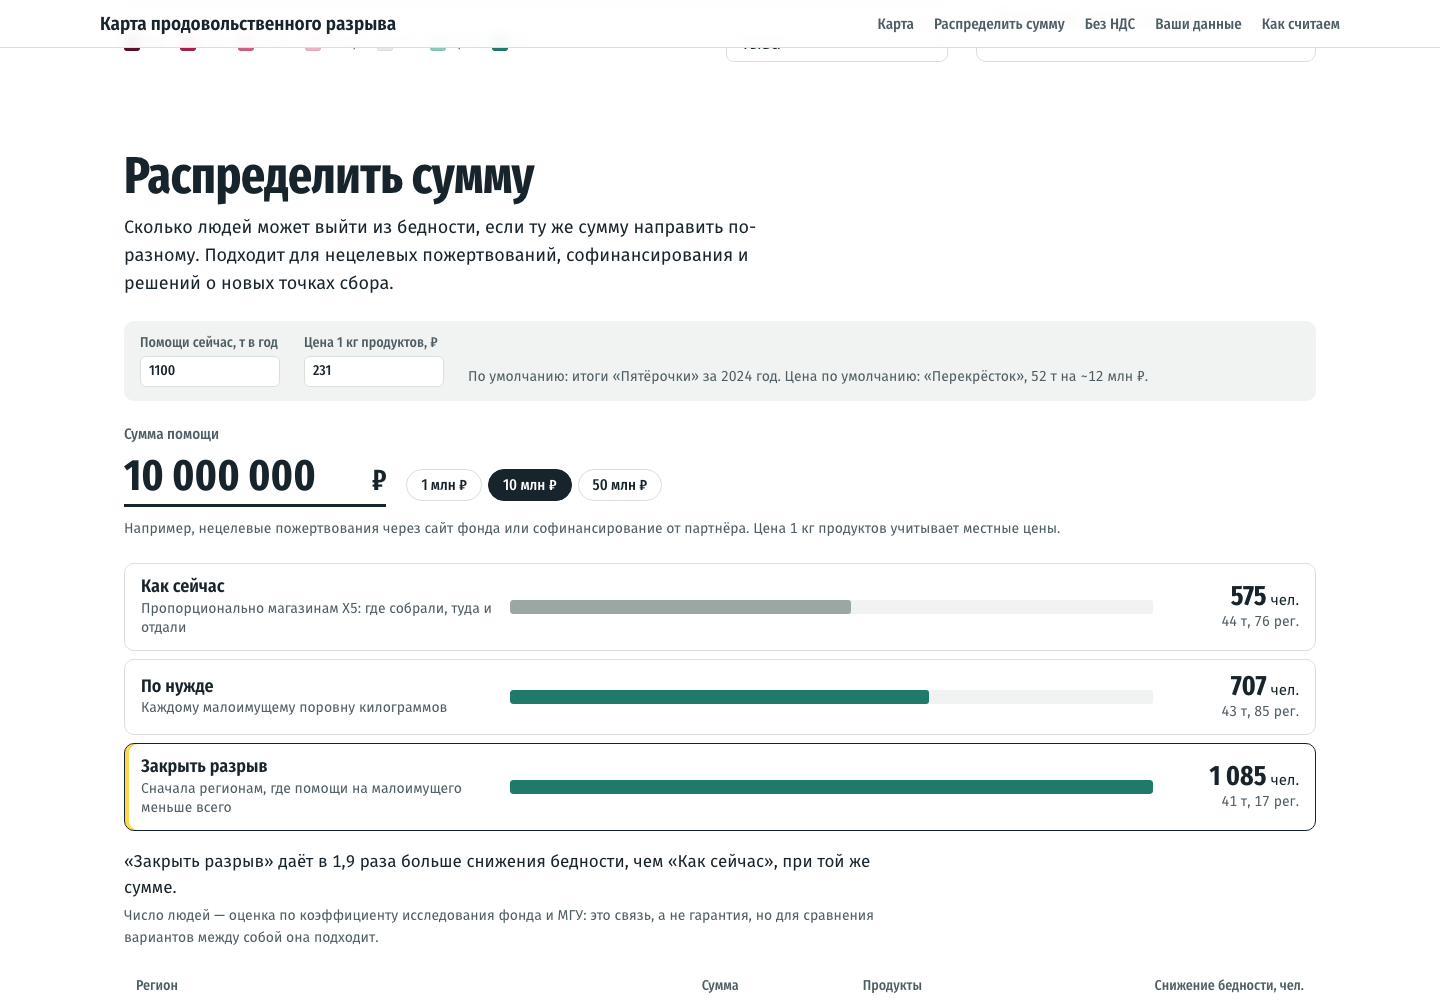 Карта продовольственного разрыва
Карта Распределить сумму Без НДС Ваши данные Как считаем
Распределить сумму
Сколько людей может выйти из бедности, если ту же сумму направить по-
разному. Подходит для нецелевых пожертвований, софинансирования и
решений о новых точках сбора.
Помощи сейчас, т в год Цена 1 кг продуктов, ₽
1100 231 По умолчанию: итоги «Пятёрочки» за 2024 год. Цена по умолчанию: «Перекрёсток», 52 т на ~12 млн ₽.
Сумма помощи
10 000 000 ₽ 1 млн ₽ 10 млн ₽ 50 млн ₽
Например, нецелевые пожертвования через сайт фонда или софинансирование от партнёра. Цена 1 кг продуктов учитывает местные цены.
Как сейчас
Пропорционально магазинам X5: где собрали, туда и
отдали
575 чел.
44 т, 76 рег.
По нужде
Каждому малоимущему поровну килограммов
707 чел.
43 т, 85 рег.
Закрыть разрыв
Сначала регионам, где помощи на малоимущего
меньше всего
1 085 чел.
41 т, 17 рег.
«Закрыть разрыв» даёт в 1,9 раза больше снижения бедности, чем «Как сейчас», при той же
сумме.
Число людей — оценка по коэффициенту исследования фонда и МГУ: это связь, а не гарантия, но для сравнения
вариантов между собой она подходит.
Регион Сумма Продукты Снижение бедности, чел.